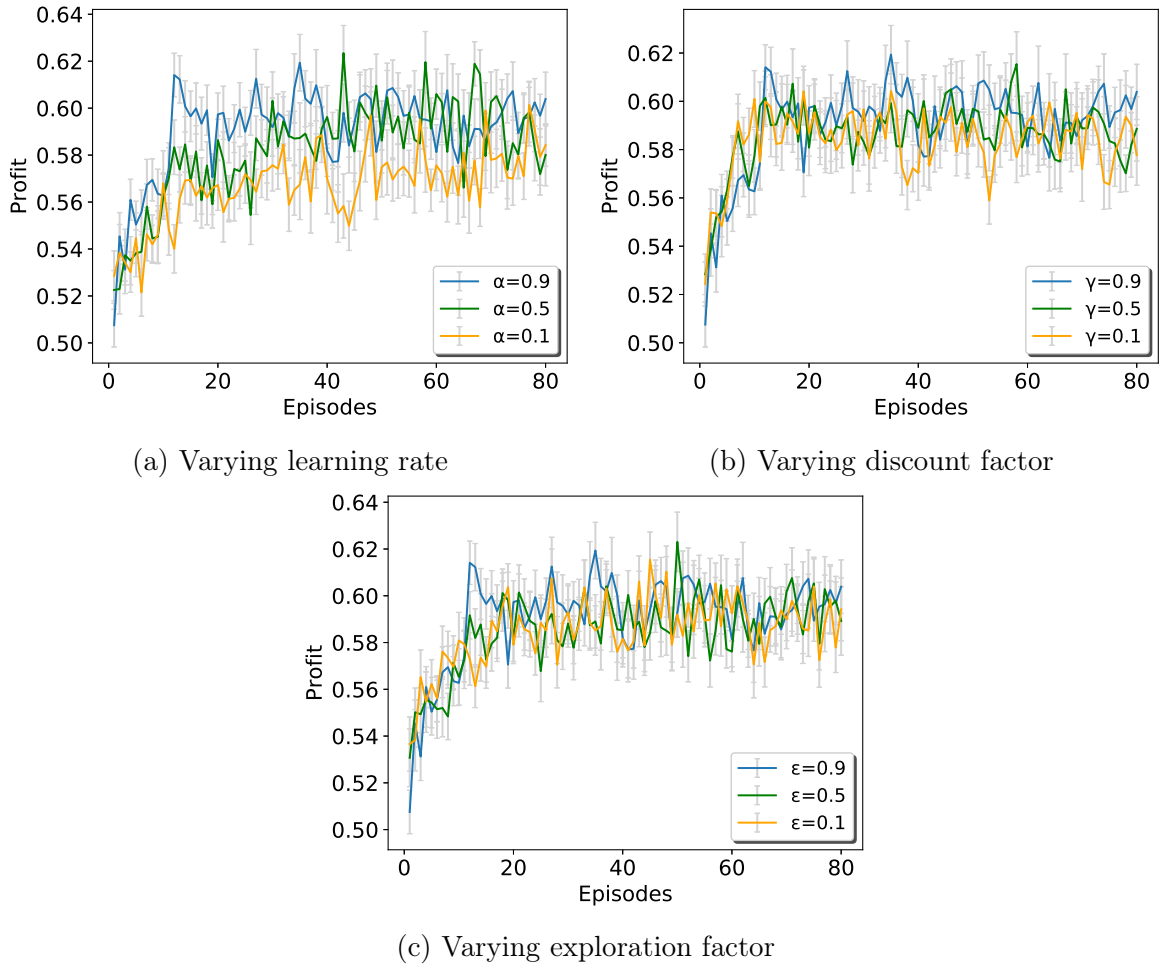 0.64
0.62
0.60
0.58
0.56
0.54
0.52
0.50
Profit
0 20 40 60 80
Episodes
α=0.9
α=0.5
α=0.1
(a) Varying learning rate
0.64
0.62
0.60
0.58
0.56
0.54
0.52
0.50
Profit
0 20 40 60 80
Episodes
γ=0.9
γ=0.5
γ=0.1
(b) Varying discount factor
0.64
0.62
0.60
0.58
0.56
0.54
0.52
0.50
Profit
0 20 40 60 80
Episodes
ε=0.9
ε=0.5
ε=0.1
(c) Varying exploration factor